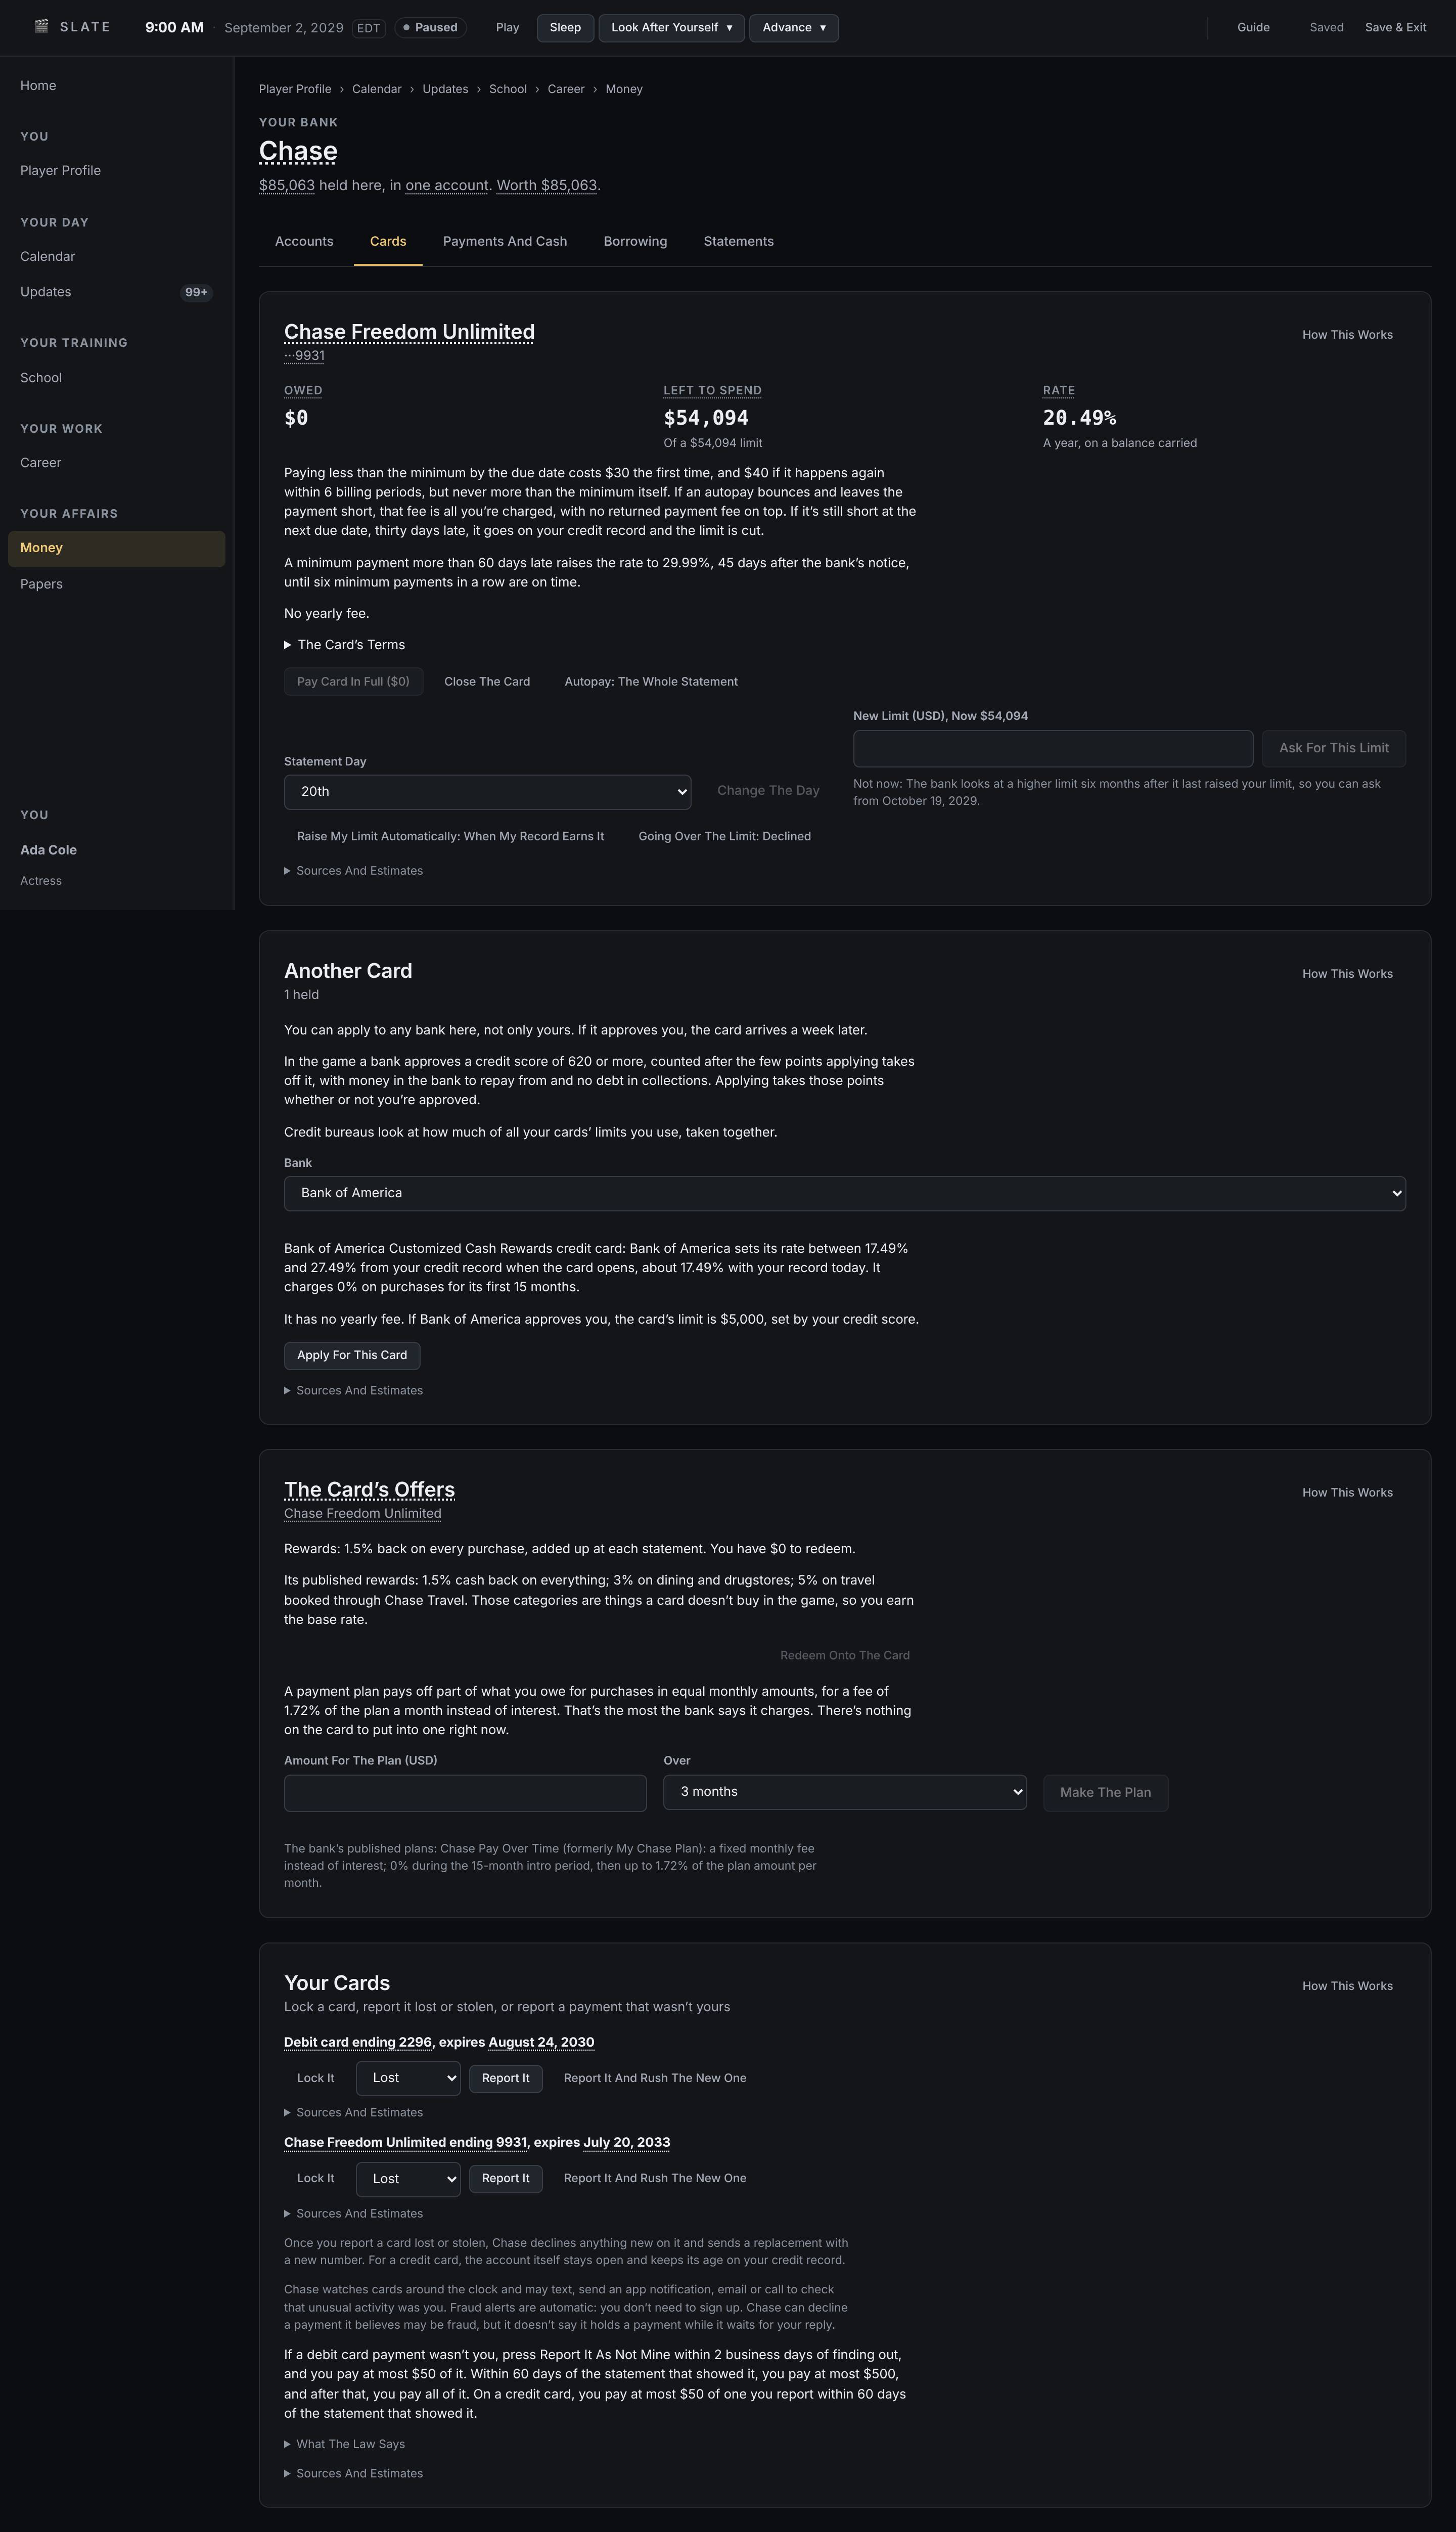 SLATE
9:00 AM · September 2, 2029 EDT Paused Play Sleep Look After Yourself ▾ Advance ▾ Guide Saved Save & Exit
Home
YOU
Player Profile
YOUR DAY
Calendar
Updates 99+
YOUR TRAINING
School
YOUR WORK
Career
YOUR AFFAIRS
Money
Papers
YOU
Ada Cole
Actress
Player Profile › Calendar › Updates › School › Career › Money
YOUR BANK
Chase
$85,063 held here, in one account. Worth $85,063.
Accounts Cards Payments And Cash Borrowing Statements
Chase Freedom Unlimited
How This Works
···9931
OWED LEFT TO SPEND RATE
$0 $54,094 20.49%
Of a $54,094 limit A year, on a balance carried
Paying less than the minimum by the due date costs $30 the first time, and $40 if it happens again
within 6 billing periods, but never more than the minimum itself. If an autopay bounces and leaves the
payment short, that fee is all you’re charged, with no returned payment fee on top. If it’s still short at the
next due date, thirty days late, it goes on your credit record and the limit is cut.
A minimum payment more than 60 days late raises the rate to 29.99%, 45 days after the bank’s notice,
until six minimum payments in a row are on time.
No yearly fee.
▶ The Card’s Terms
Pay Card In Full ($0) Close The Card Autopay: The Whole Statement
New Limit (USD), Now $54,094
Ask For This Limit
Statement Day
20th Change The Day
Not now: The bank looks at a higher limit six months after it last raised your limit, so you can ask
from October 19, 2029.
Raise My Limit Automatically: When My Record Earns It Going Over The Limit: Declined
▶ Sources And Estimates
Another Card
How This Works
1 held
You can apply to any bank here, not only yours. If it approves you, the card arrives a week later.
In the game a bank approves a credit score of 620 or more, counted after the few points applying takes
off it, with money in the bank to repay from and no debt in collections. Applying takes those points
whether or not you’re approved.
Credit bureaus look at how much of all your cards’ limits you use, taken together.
Bank
Bank of America
Bank of America Customized Cash Rewards credit card: Bank of America sets its rate between 17.49%
and 27.49% from your credit record when the card opens, about 17.49% with your record today. It
charges 0% on purchases for its first 15 months.
It has no yearly fee. If Bank of America approves you, the card’s limit is $5,000, set by your credit score.
Apply For This Card
▶ Sources And Estimates
The Card’s Offers
How This Works
Chase Freedom Unlimited
Rewards: 1.5% back on every purchase, added up at each statement. You have $0 to redeem.
Its published rewards: 1.5% cash back on everything; 3% on dining and drugstores; 5% on travel
booked through Chase Travel. Those categories are things a card doesn’t buy in the game, so you earn
the base rate.
Redeem Onto The Card
A payment plan pays off part of what you owe for purchases in equal monthly amounts, for a fee of
1.72% of the plan a month instead of interest. That’s the most the bank says it charges. There’s nothing
on the card to put into one right now.
Amount For The Plan (USD) Over
3 months Make The Plan
The bank’s published plans: Chase Pay Over Time (formerly My Chase Plan): a fixed monthly fee
instead of interest; 0% during the 15-month intro period, then up to 1.72% of the plan amount per
month.
Your Cards
How This Works
Lock a card, report it lost or stolen, or report a payment that wasn’t yours
Debit card ending 2296, expires August 24, 2030
Lock It Lost Report It Report It And Rush The New One
▶ Sources And Estimates
Chase Freedom Unlimited ending 9931, expires July 20, 2033
Lock It Lost Report It Report It And Rush The New One
▶ Sources And Estimates
Once you report a card lost or stolen, Chase declines anything new on it and sends a replacement with
a new number. For a credit card, the account itself stays open and keeps its age on your credit record.
Chase watches cards around the clock and may text, send an app notification, email or call to check
that unusual activity was you. Fraud alerts are automatic: you don’t need to sign up. Chase can decline
a payment it believes may be fraud, but it doesn’t say it holds a payment while it waits for your reply.
If a debit card payment wasn’t you, press Report It As Not Mine within 2 business days of finding out,
and you pay at most $50 of it. Within 60 days of the statement that showed it, you pay at most $500,
and after that, you pay all of it. On a credit card, you pay at most $50 of one you report within 60 days
of the statement that showed it.
▶ What The Law Says
▶ Sources And Estimates